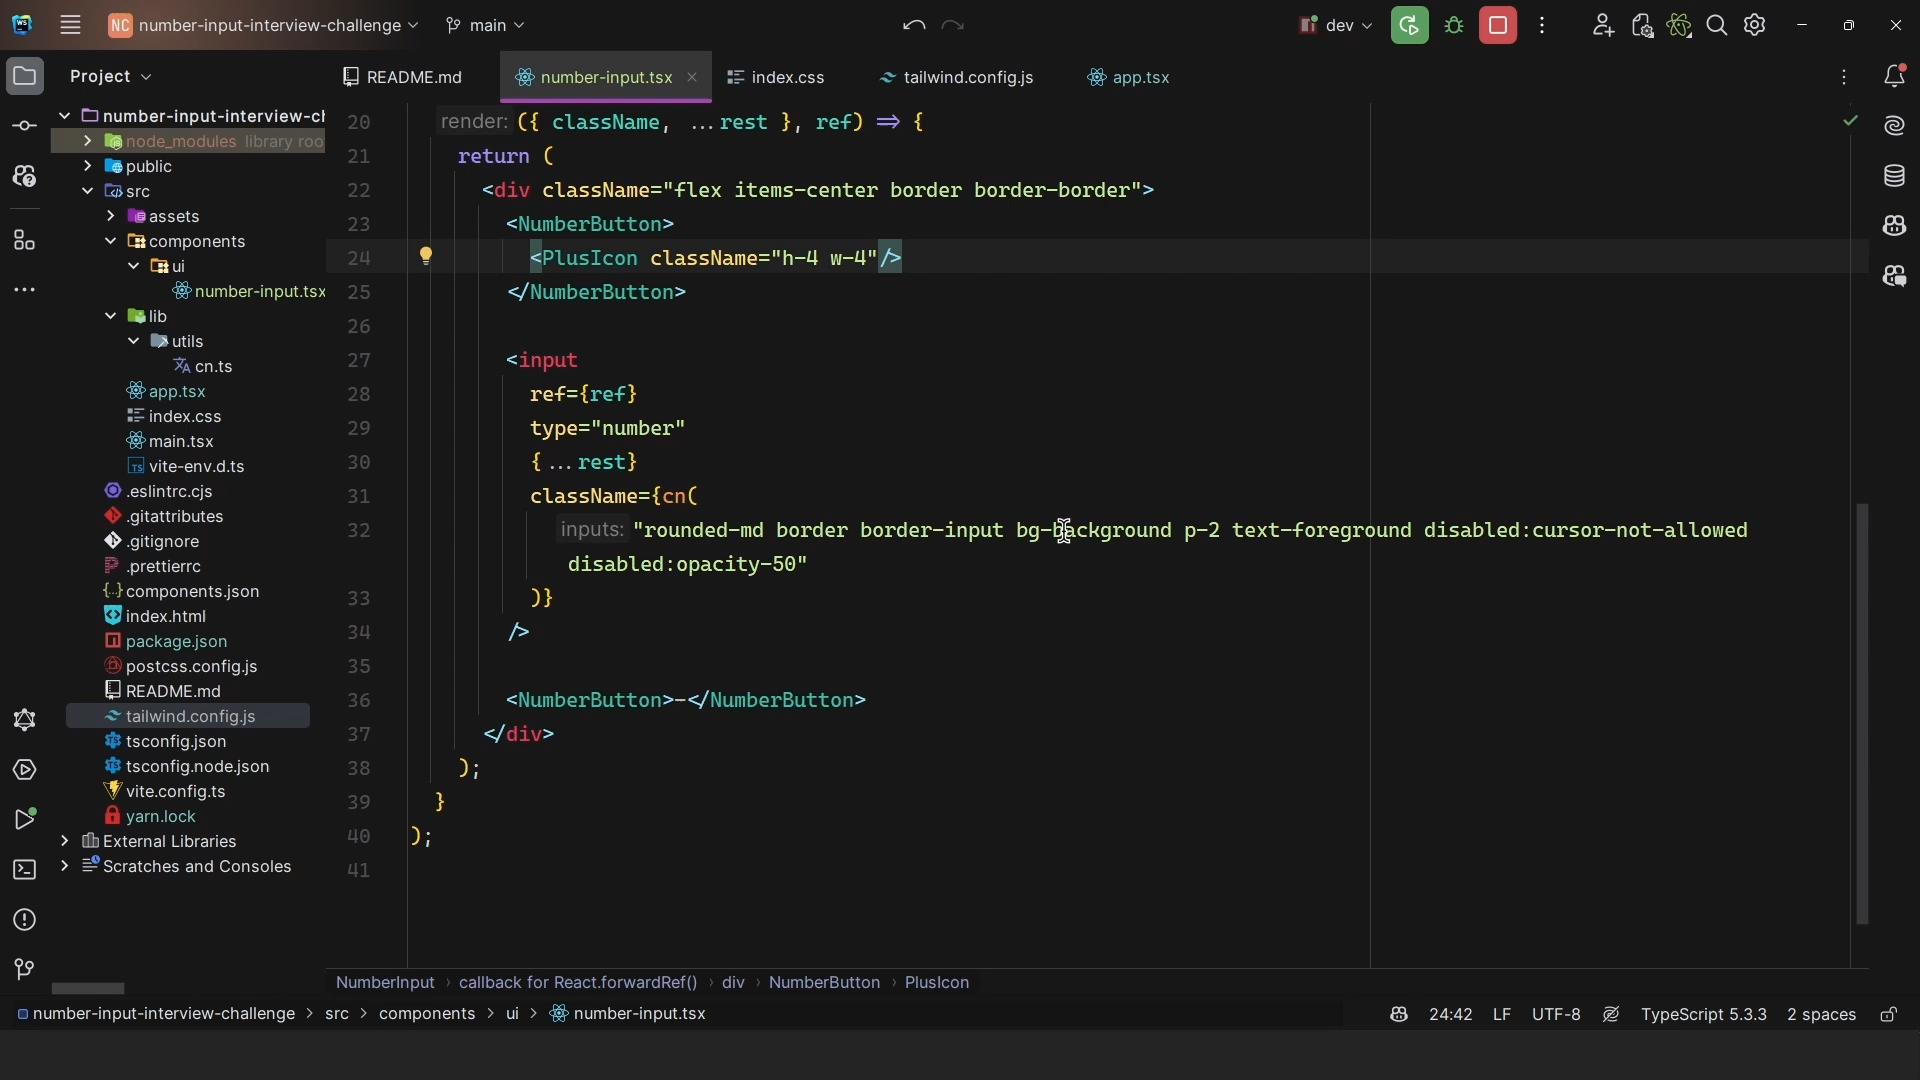 NC number-input-interview-challenge
main
dev
Project
README.md
number-input.tsx
index.css
tailwind.config.js
app.tsx
number-input-interview-ch
node_modules library roo
public
src
assets
components
ui
number-input.tsx
lib
utils
cn.ts
app.tsx
index.css
main.tsx
vite-env.d.ts
.eslintrc.cjs
.gitattributes
.gitignore
.prettierrc
components.json
index.html
package.json
postcss.config.js
README.md
tailwind.config.js
tsconfig.json
tsconfig.node.json
vite.config.ts
yarn.lock
External Libraries
Scratches and Consoles
20 render: ({ className, ...rest }, ref) => {
21 return (
22 <div className="flex items-center border border-border">
23 <NumberButton>
24 <PlusIcon className="h-4 w-4"/>
25 </NumberButton>
26
27 <input
28 ref={ref}
29 type="number"
30 {...rest}
31 className={cn(
32 inputs: "rounded-md border border-input bg-background p-2 text-foreground disabled:cursor-not-allowed
disabled:opacity-50"
33 )}
34 />
35
36 <NumberButton>-</NumberButton>
37 </div>
38 );
39 }
40 );
41
NumberInput › callback for React.forwardRef() › div › NumberButton › PlusIcon
number-input-interview-challenge > src > components > ui > number-input.tsx
24:42 LF UTF-8 TypeScript 5.3.3 2 spaces